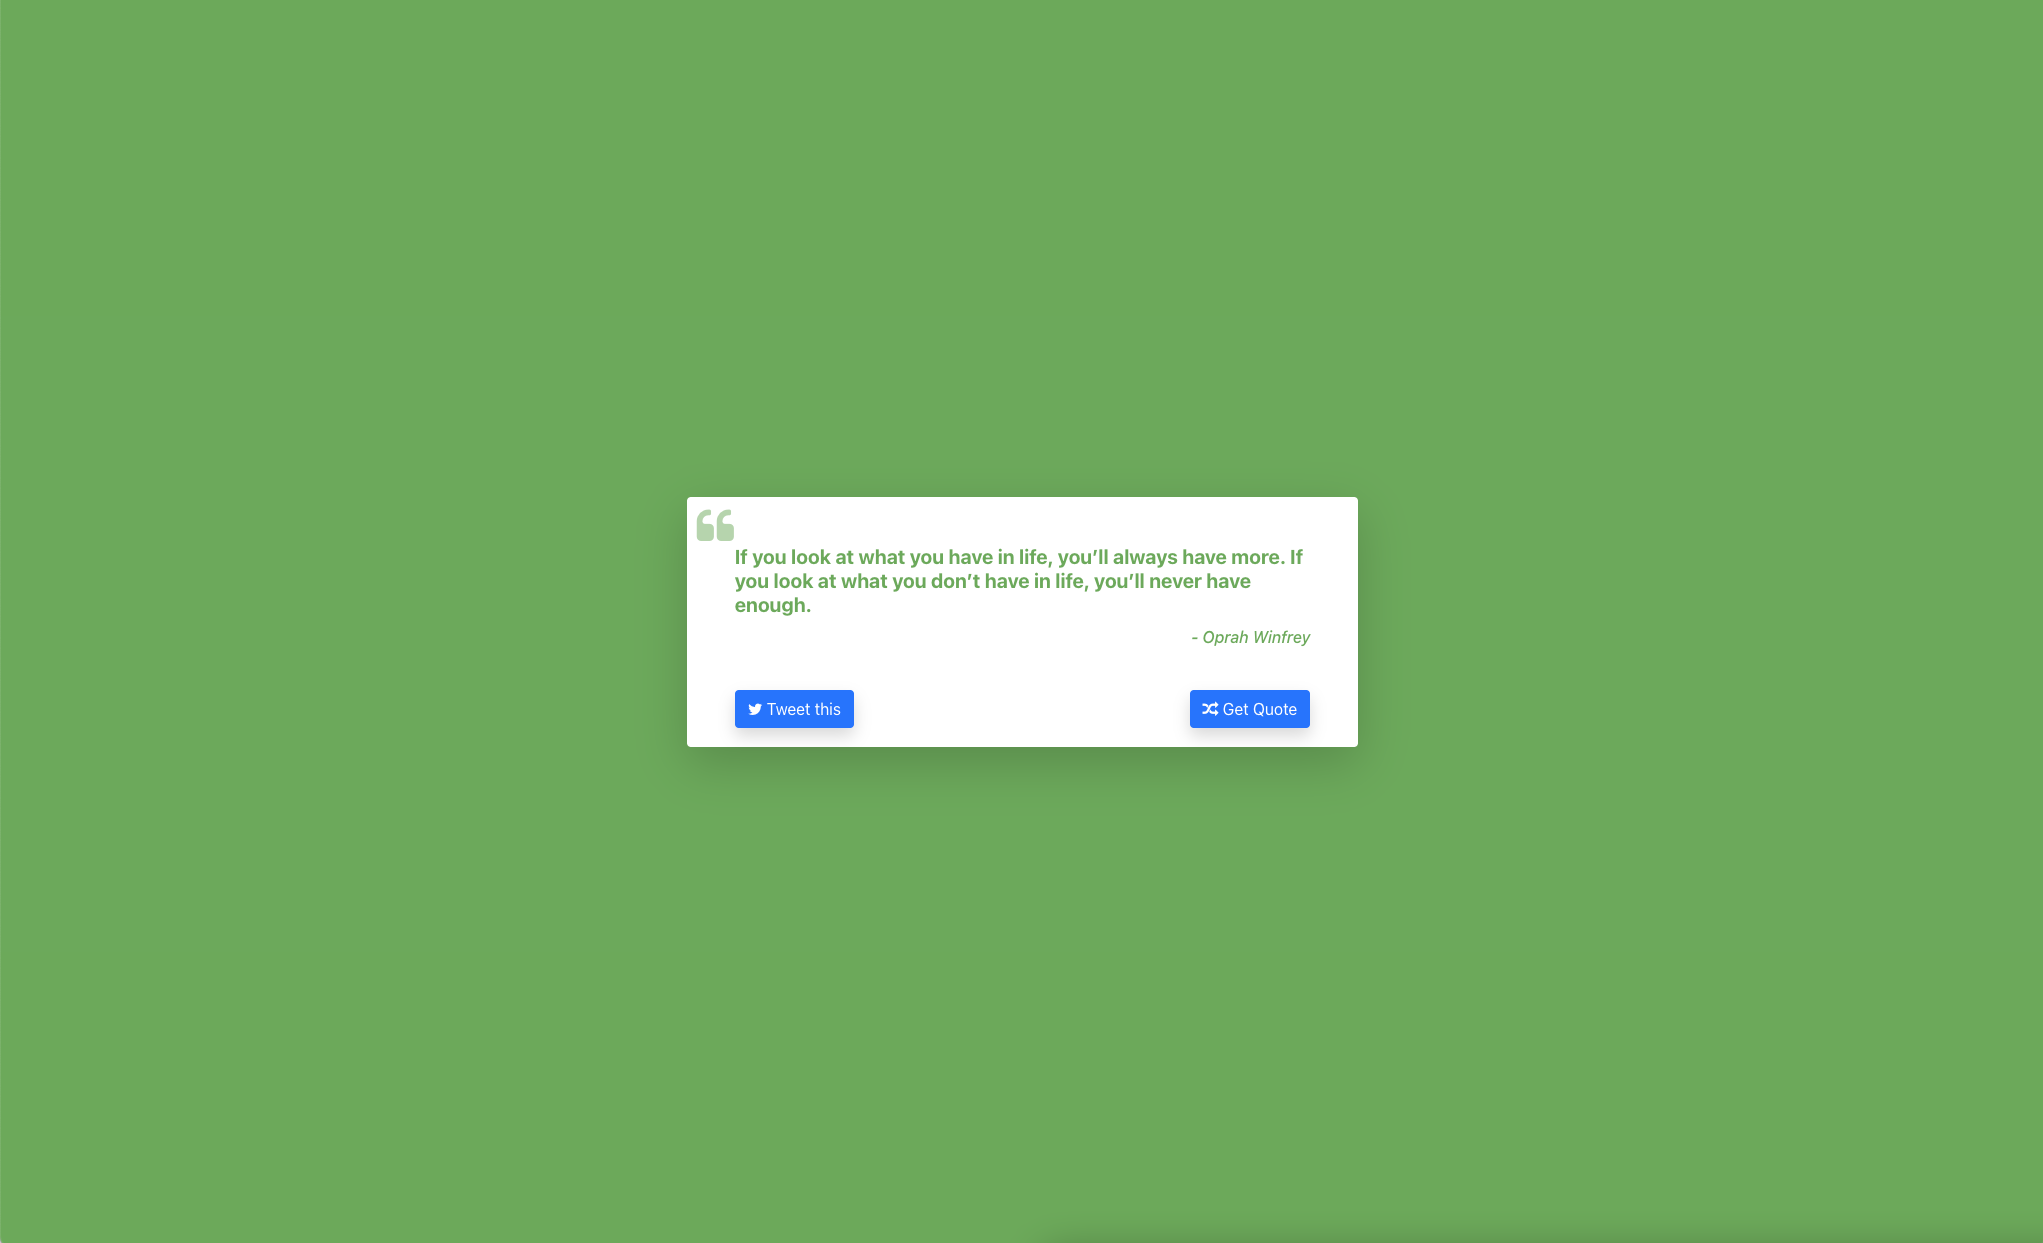 If you look at what you have in life, you’ll always have more. If
you look at what you don’t have in life, you’ll never have
enough.
- Oprah Winfrey
Tweet this
Get Quote